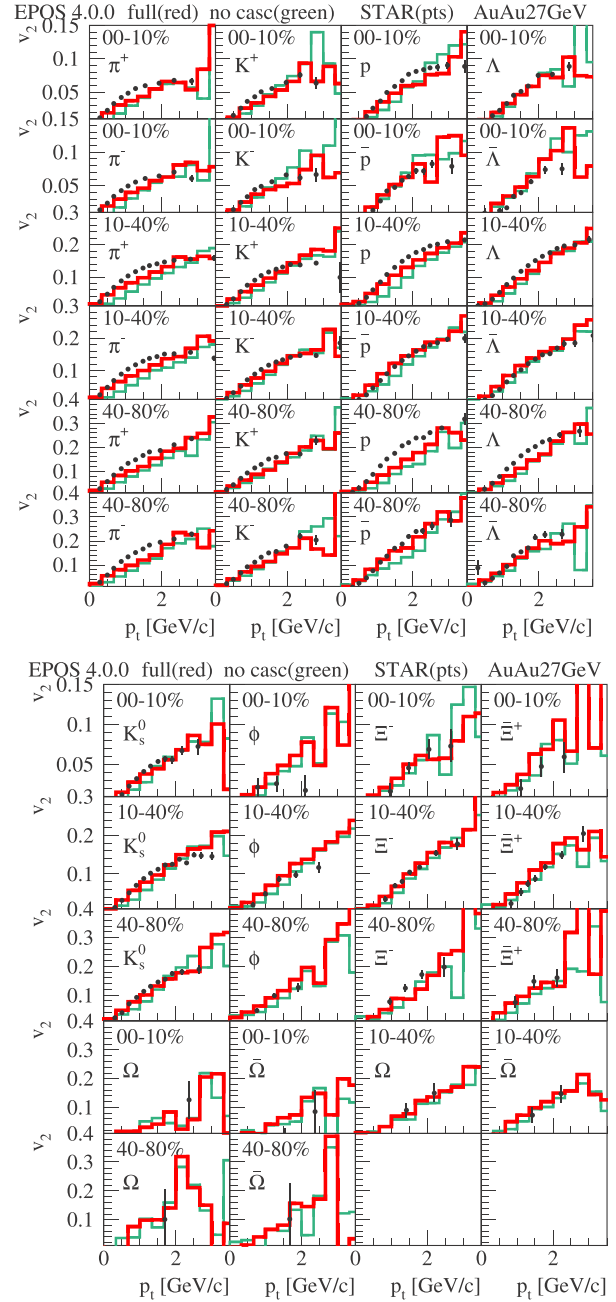 EPOS 4.0.0 full(red) no casc(green) STAR(pts) AuAu27GeV
v₂ 0.15 00-10% 00-10% 00-10% 00-10%
π⁺ K⁺ p Λ
0.1
0.05
v₂ 0.15 00-10% 00-10% 00-10% 00-10%
π⁻ K⁻ p̄ Λ̄
0.1
0.05
v₂ 0.3 10-40% 10-40% 10-40% 10-40%
0.2
π⁺ K⁺ p Λ
0.1
v₂ 0.3 10-40% 10-40% 10-40% 10-40%
0.2
π⁻ K⁻ p̄ Λ̄
0.1
v₂ 0.4 40-80% 40-80% 40-80% 40-80%
0.3
π⁺ K⁺ p Λ
0.2
0.1
v₂ 0.4 40-80% 40-80% 40-80% 40-80%
0.3
π⁻ K⁻ p̄ Λ̄
0.2
0.1
0 2 0 2 0 2 0 2
pₜ [GeV/c] pₜ [GeV/c] pₜ [GeV/c] pₜ [GeV/c]
EPOS 4.0.0 full(red) no casc(green) STAR(pts) AuAu27GeV
v₂ 0.15 00-10% 00-10% 00-10% 00-10%
Kₛ⁰ ϕ Ξ⁻ Ξ̄⁺
0.1
0.05
v₂ 0.3 10-40% 10-40% 10-40% 10-40%
Kₛ⁰ ϕ Ξ⁻ Ξ̄⁺
0.2
0.1
v₂ 0.4 40-80% 40-80% 40-80% 40-80%
0.3
Kₛ⁰ ϕ Ξ⁻ Ξ̄⁺
0.2
0.1
v₂ 0.4 00-10% 00-10% 10-40% 10-40%
0.3
Ω Ω̄ Ω Ω̄
0.2
0.1
v₂ 0.4 40-80% 40-80%
0.3
Ω Ω̄
0.2
0.1
0 2 0 2 0 2 0 2
pₜ [GeV/c] pₜ [GeV/c] pₜ [GeV/c] pₜ [GeV/c]